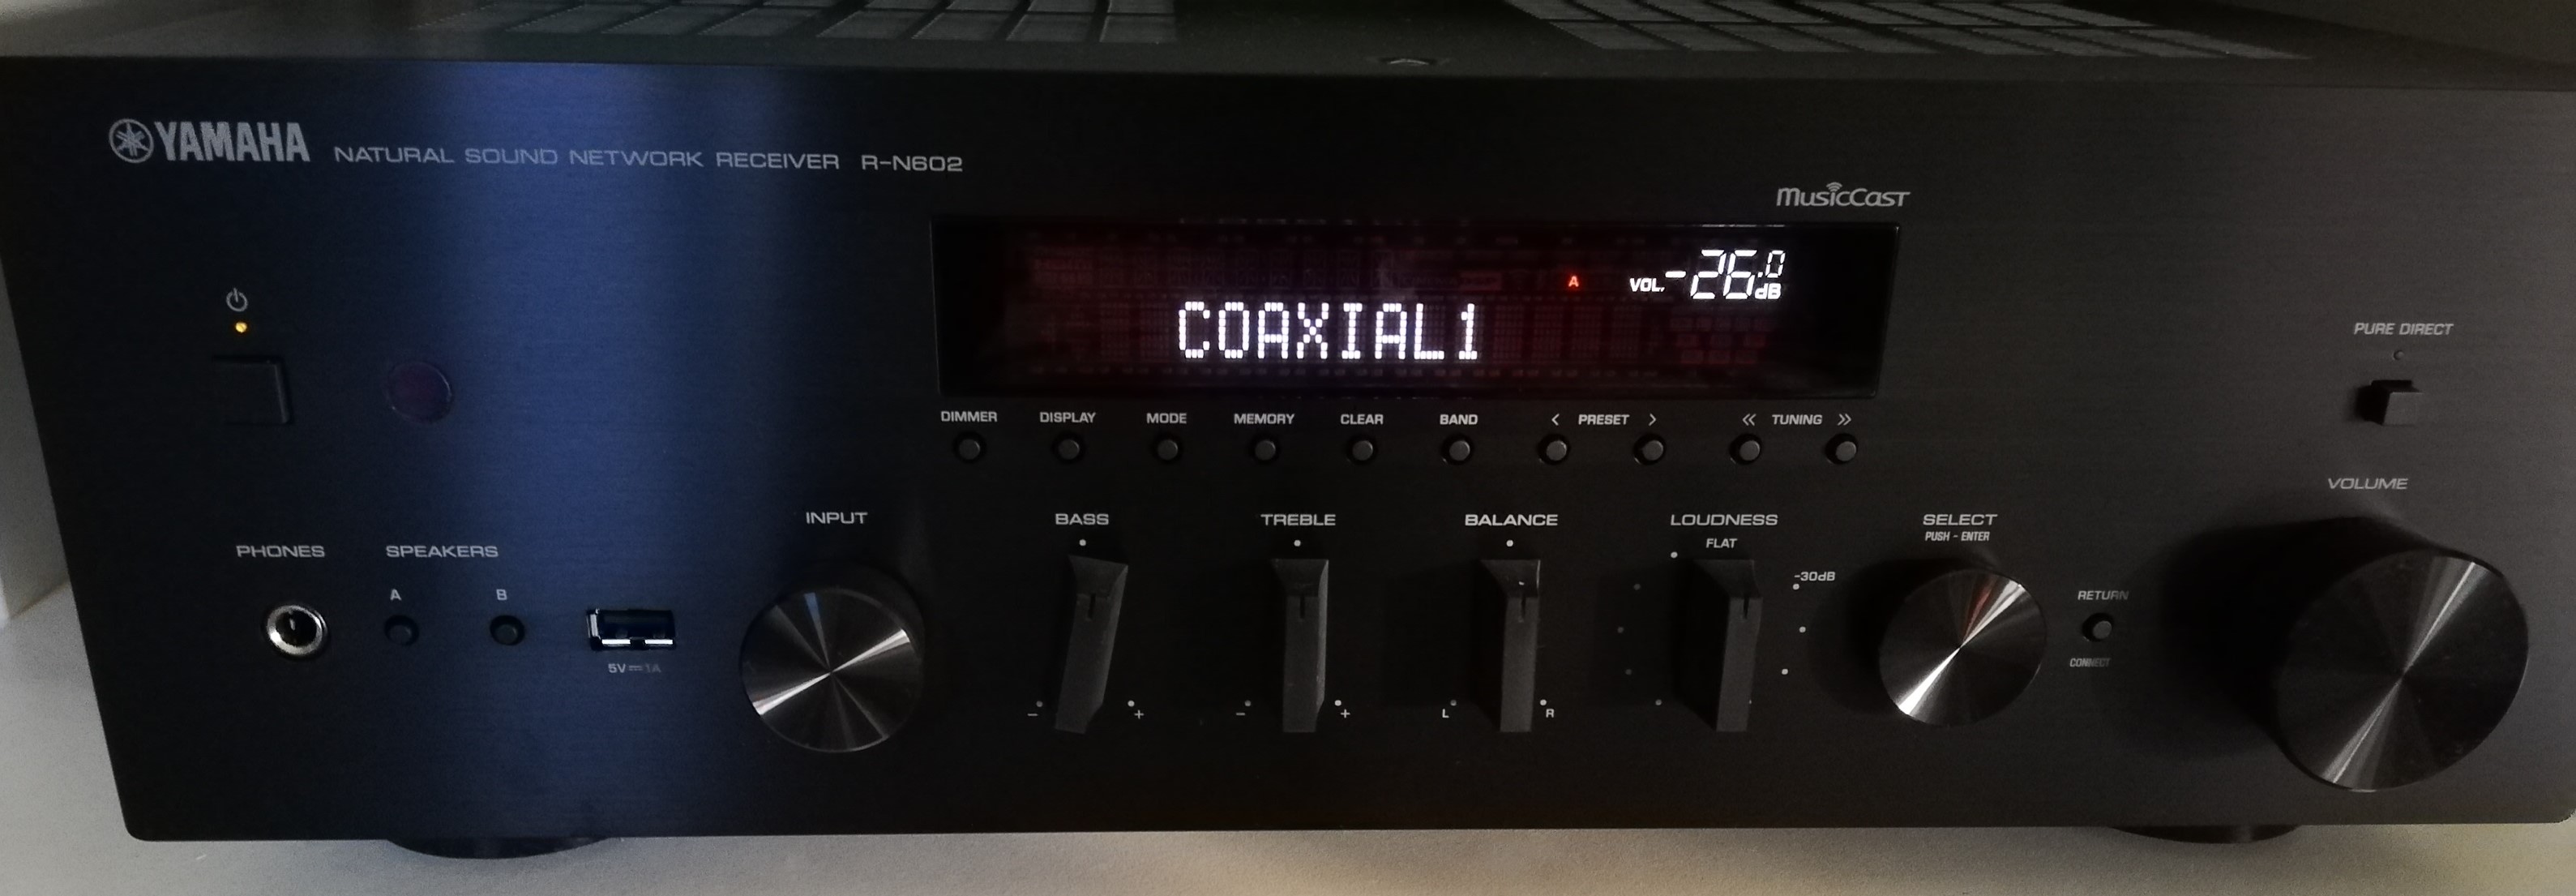 YAMAHA NATURAL SOUND NETWORK RECEIVER R-N602
MusicCast
A VOL. -26.0 dB
COAXIAL1
PURE DIRECT
DIMMER DISPLAY MODE MEMORY CLEAR BAND < PRESET > << TUNING >>
VOLUME
INPUT BASS TREBLE BALANCE LOUDNESS SELECT
PUSH - ENTER
FLAT
-30dB
PHONES SPEAKERS
A B
RETURN
5V 1A
CONNECT
- + - + L R